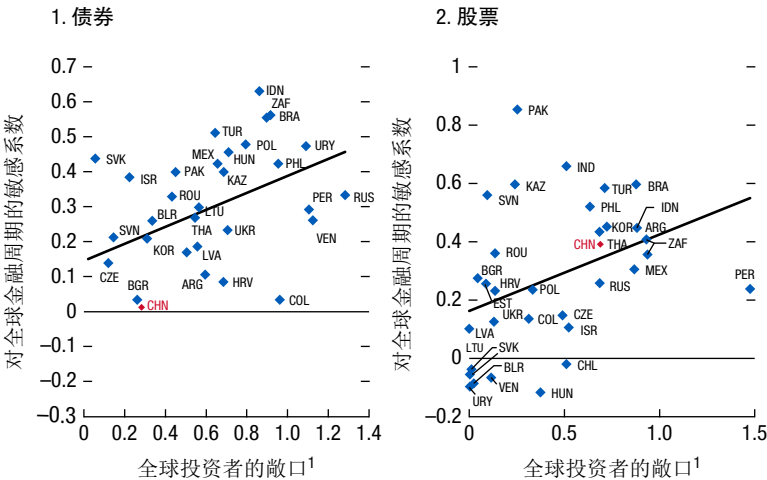 1. 债券
对全球金融周期的敏感系数
0.7
0.6
0.5
0.4
0.3
0.2
0.1
0
–0.1
–0.2
–0.3
IDN
ZAF
BRA
TUR
POL
URY
MEX
HUN
PHL
SVK
ISR
PAK
KAZ
ROU
PER
RUS
BLR
LTU
SVN
THA
UKR
VEN
KOR
LVA
CZE
BGR
ARG
HRV
COL
CHN
0 0.2 0.4 0.6 0.8 1.0 1.2 1.4
全球投资者的敞口1
2. 股票
对全球金融周期的敏感系数
1
0.8
0.6
0.4
0.2
0
–0.2
PAK
IND
KAZ
SVN
TUR
BRA
PHL
IDN
KOR
ARG
CHN
THA
ZAF
ROU
MEX
BGR
HRV
EST
POL
RUS
PER
UKR
COL
CZE
LVA
ISR
LTU
SVK
BLR
CHL
VEN
URY
HUN
0 0.5 1.0 1.5
全球投资者的敞口1